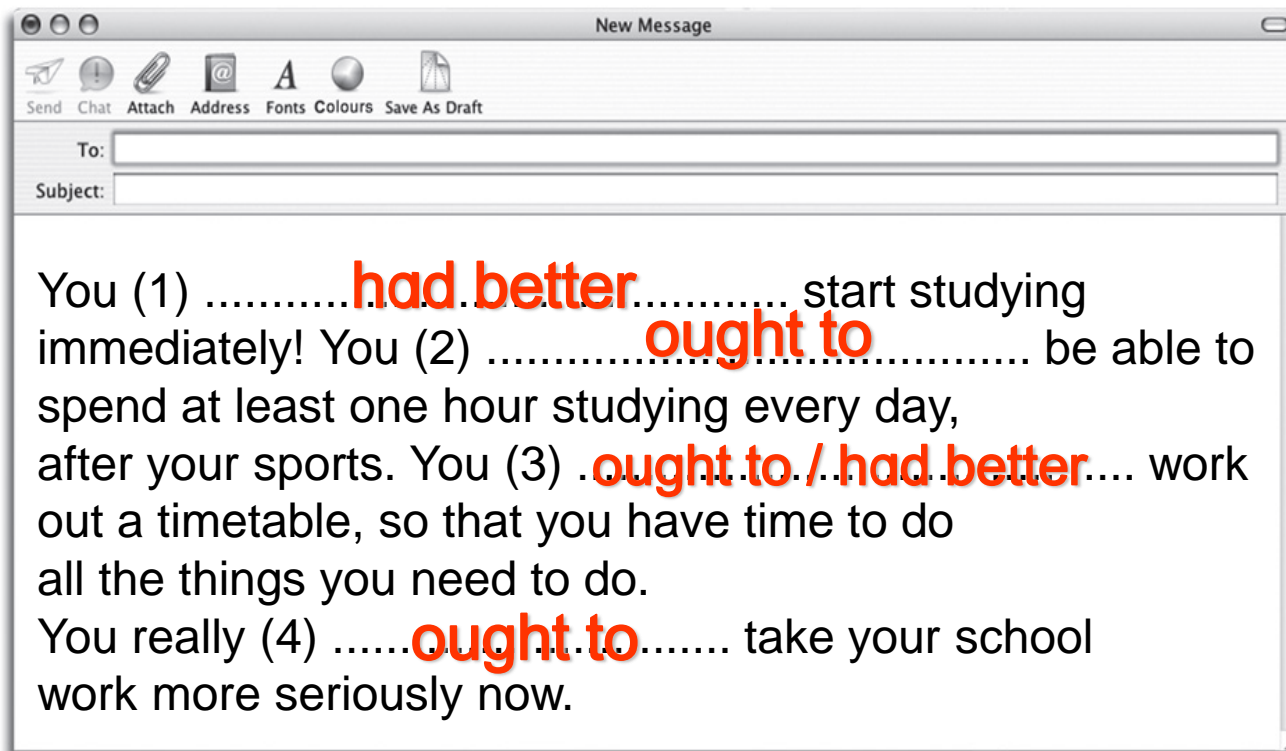 New Message
Send Chat Attach Address Fonts Colours Save As Draft
To:
Subject:
You (1) ...........had better............ start studying
immediately! You (2) ............ought to............ be able to
spend at least one hour studying every day,
after your sports. You (3) ..ought to / had better.... work
out a timetable, so that you have time to do
all the things you need to do.
You really (4) ......ought to....... take your school
work more seriously now.